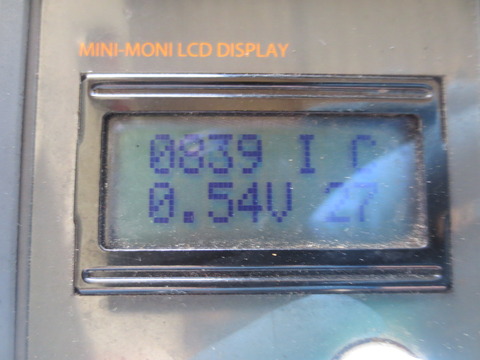 MINI-MONI LCD DISPLAY
0839 I C
0.54V 27